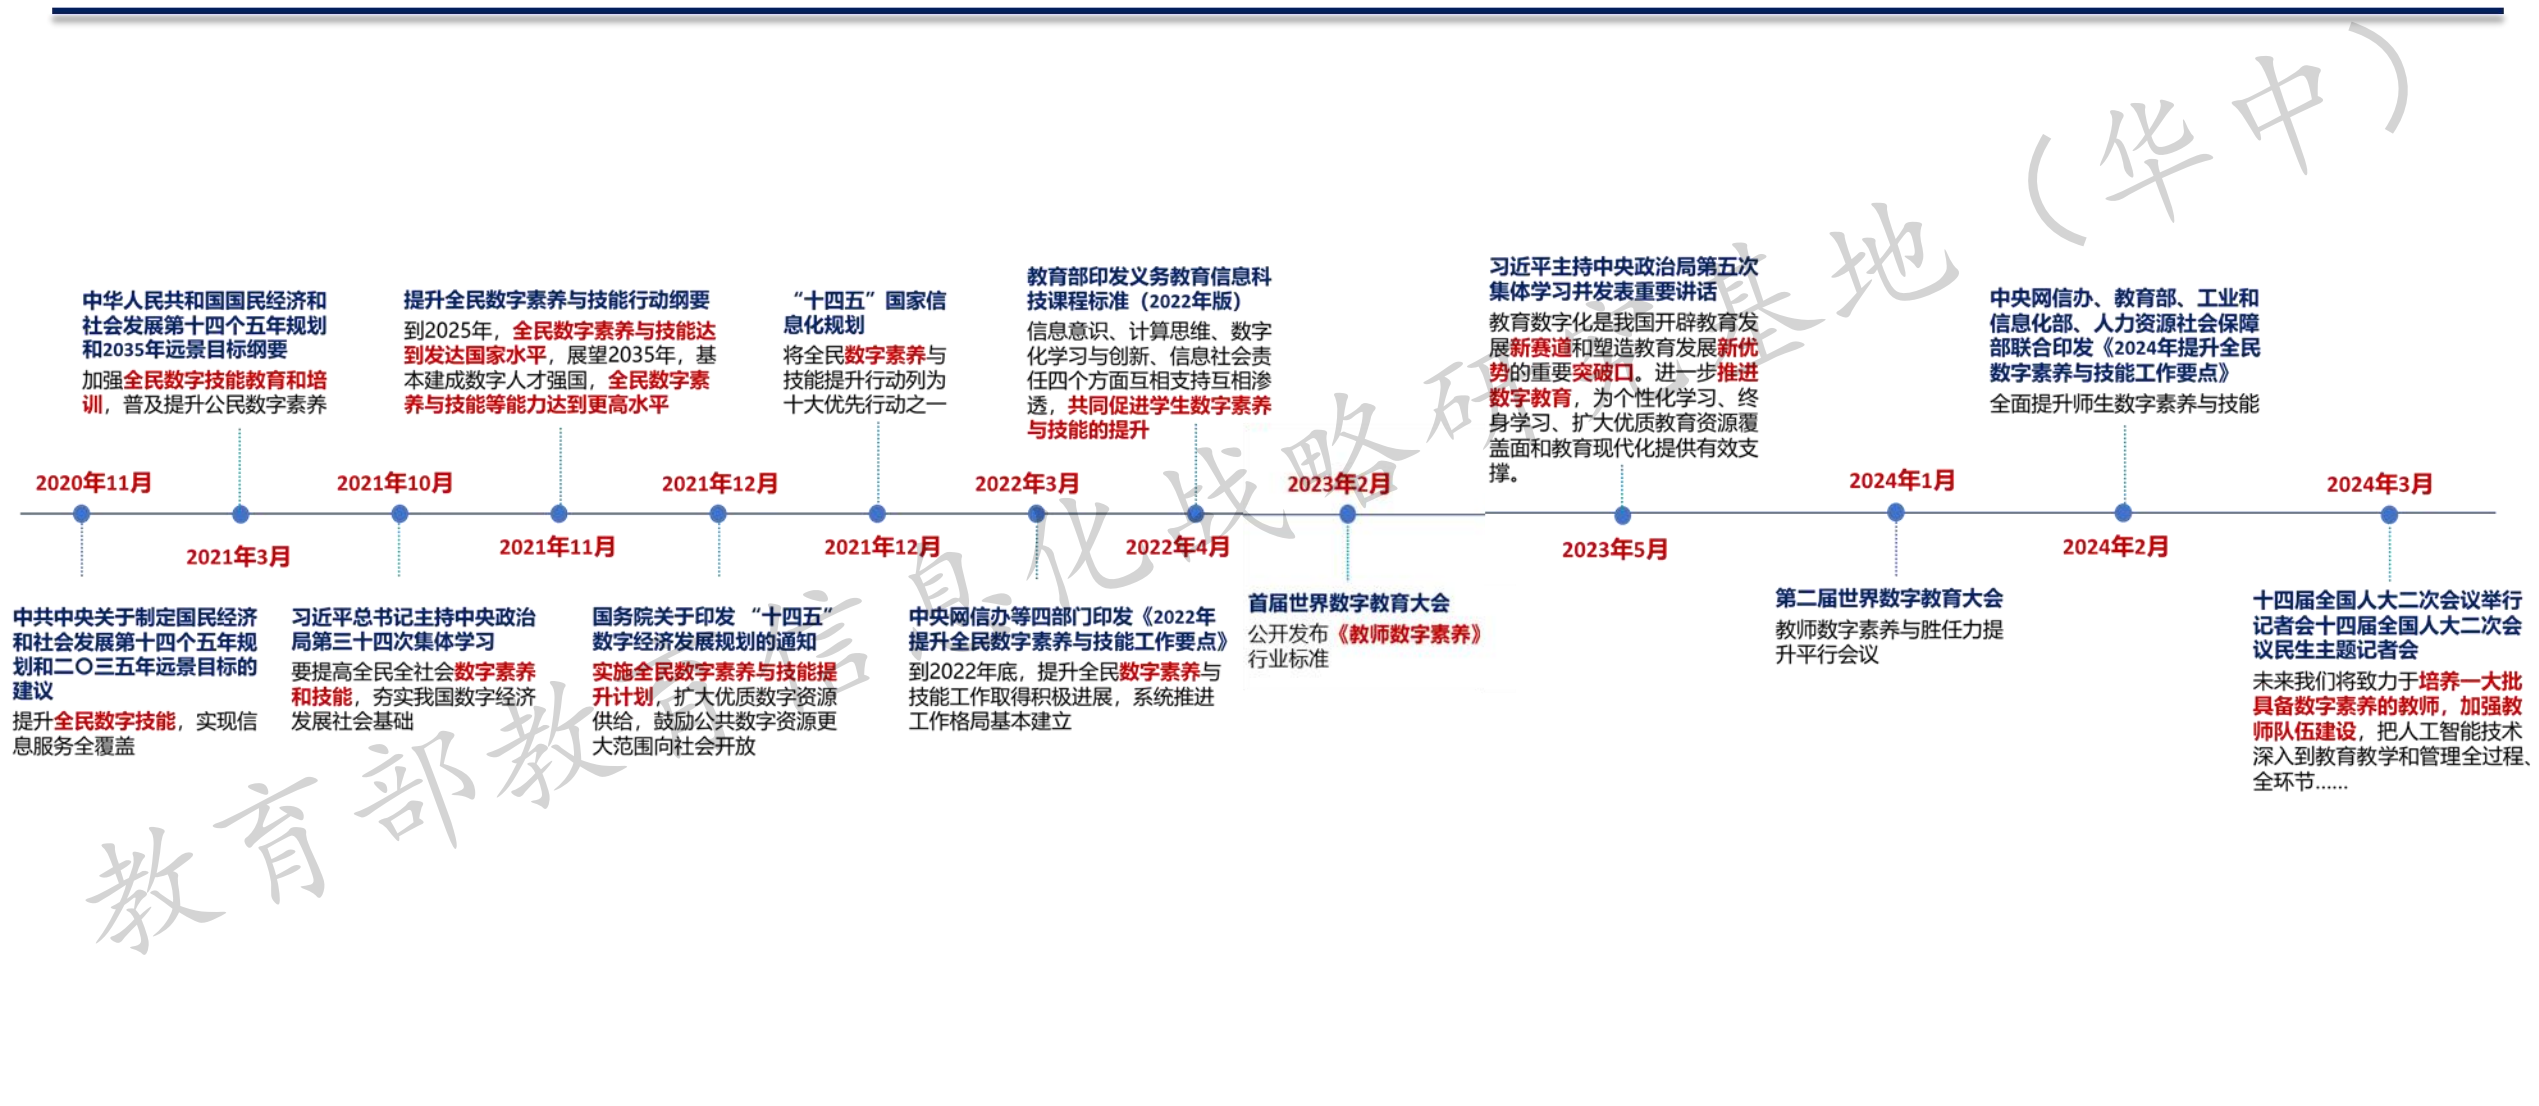 中华人民共和国国民经济和
社会发展第十四个五年规划
和2035年远景目标纲要
加强全民数字技能教育和培
训，普及提升公民数字素养
提升全民数字素养与技能行动纲要
到2025年，全民数字素养与技能达
到发达国家水平，展望2035年，基
本建成数字人才强国，全民数字素
养与技能等能力达到更高水平
“十四五”国家信
息化规划
将全民数字素养与
技能提升行动列为
十大优先行动之一
教育部印发义务教育信息科
技课程标准（2022年版）
信息意识、计算思维、数字
化学习与创新、信息社会责
任四个方面互相支持互相渗
透，共同促进学生数字素养
与技能的提升
习近平主持中央政治局第五次
集体学习并发表重要讲话
教育数字化是我国开辟教育发
展新赛道和塑造教育发展新优
势的重要突破口。进一步推进
数字教育，为个性化学习、终
身学习、扩大优质教育资源覆
盖面和教育现代化提供有效支
撑。
中央网信办、教育部、工业和
信息化部、人力资源社会保障
部联合印发《2024年提升全民
数字素养与技能工作要点》
全面提升师生数字素养与技能
2020年11月
2021年10月
2021年12月
2022年3月
2023年2月
2024年1月
2024年3月
2021年3月
2021年11月
2021年12月
2022年4月
2023年5月
2024年2月
中共中央关于制定国民经济
和社会发展第十四个五年规
划和二〇三五年远景目标的
建议
提升全民数字技能，实现信
息服务全覆盖
习近平总书记主持中央政治
局第三十四次集体学习
要提高全民全社会数字素养
和技能，夯实我国数字经济
发展社会基础
国务院关于印发 “十四五”
数字经济发展规划的通知
实施全民数字素养与技能提
升计划，扩大优质数字资源
供给，鼓励公共数字资源更
大范围向社会开放
中央网信办等四部门印发《2022年
提升全民数字素养与技能工作要点》
到2022年底，提升全民数字素养与
技能工作取得积极进展，系统推进
工作格局基本建立
首届世界数字教育大会
公开发布《教师数字素养》
行业标准
第二届世界数字教育大会
教师数字素养与胜任力提
升平行会议
十四届全国人大二次会议举行
记者会十四届全国人大二次会
议民生主题记者会
未来我们将致力于培养一大批
具备数字素养的教师，加强教
师队伍建设，把人工智能技术
深入到教育教学和管理全过程、
全环节......
教育部教育信息化战略研究基地（华中）